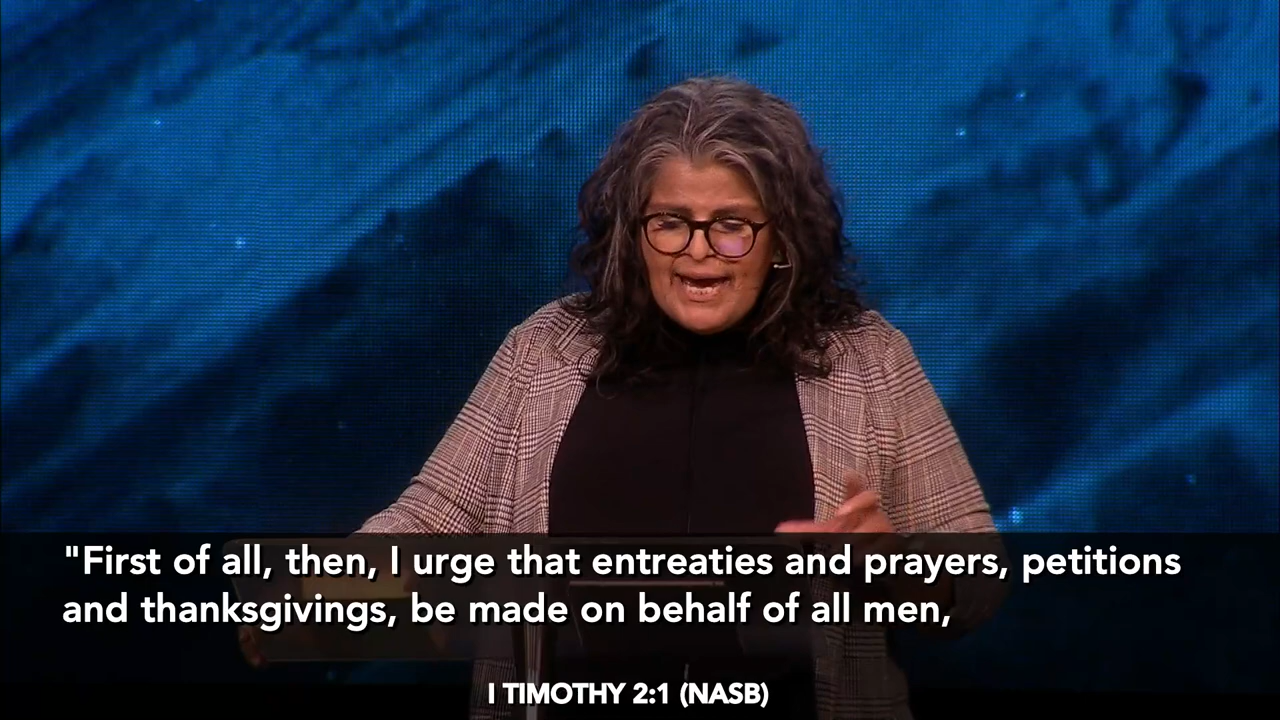 "First of all, then, I urge that entreaties and prayers, petitions
and thanksgivings, be made on behalf of all men,
I TIMOTHY 2:1 (NASB)